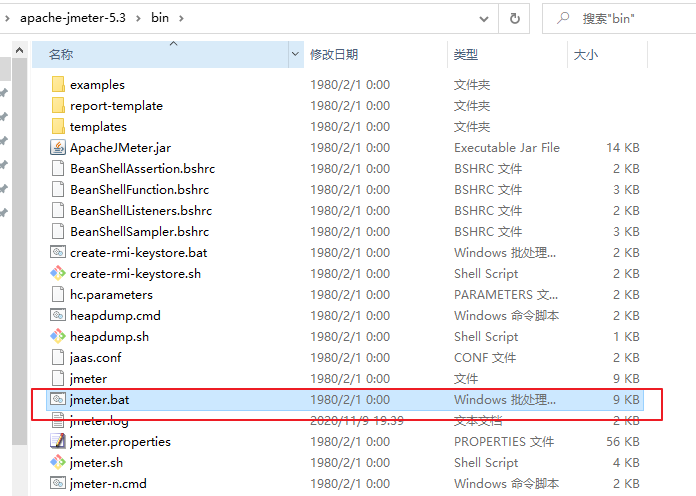 apache-jmeter-5.3 > bin > 搜索"bin"
名称 修改日期 类型 大小
examples 1980/2/1 0:00 文件夹
report-template 1980/2/1 0:00 文件夹
templates 1980/2/1 0:00 文件夹
ApacheJMeter.jar 1980/2/1 0:00 Executable Jar File 14 KB
BeanShellAssertion.bshrc 1980/2/1 0:00 BSHRC 文件 2 KB
BeanShellFunction.bshrc 1980/2/1 0:00 BSHRC 文件 3 KB
BeanShellListeners.bshrc 1980/2/1 0:00 BSHRC 文件 2 KB
BeanShellSampler.bshrc 1980/2/1 0:00 BSHRC 文件 3 KB
create-rmi-keystore.bat 1980/2/1 0:00 Windows 批处理... 2 KB
create-rmi-keystore.sh 1980/2/1 0:00 Shell Script 2 KB
hc.parameters 1980/2/1 0:00 PARAMETERS 文... 2 KB
heapdump.cmd 1980/2/1 0:00 Windows 命令脚本 2 KB
heapdump.sh 1980/2/1 0:00 Shell Script 1 KB
jaas.conf 1980/2/1 0:00 CONF 文件 2 KB
jmeter 1980/2/1 0:00 文件 9 KB
jmeter.bat 1980/2/1 0:00 Windows 批处理... 9 KB
jmeter.log 2020/11/9 19:39 文本文档 2 KB
jmeter.properties 1980/2/1 0:00 PROPERTIES 文件 56 KB
jmeter.sh 1980/2/1 0:00 Shell Script 4 KB
jmeter-n.cmd 1980/2/1 0:00 Windows 命令脚本 2 KB